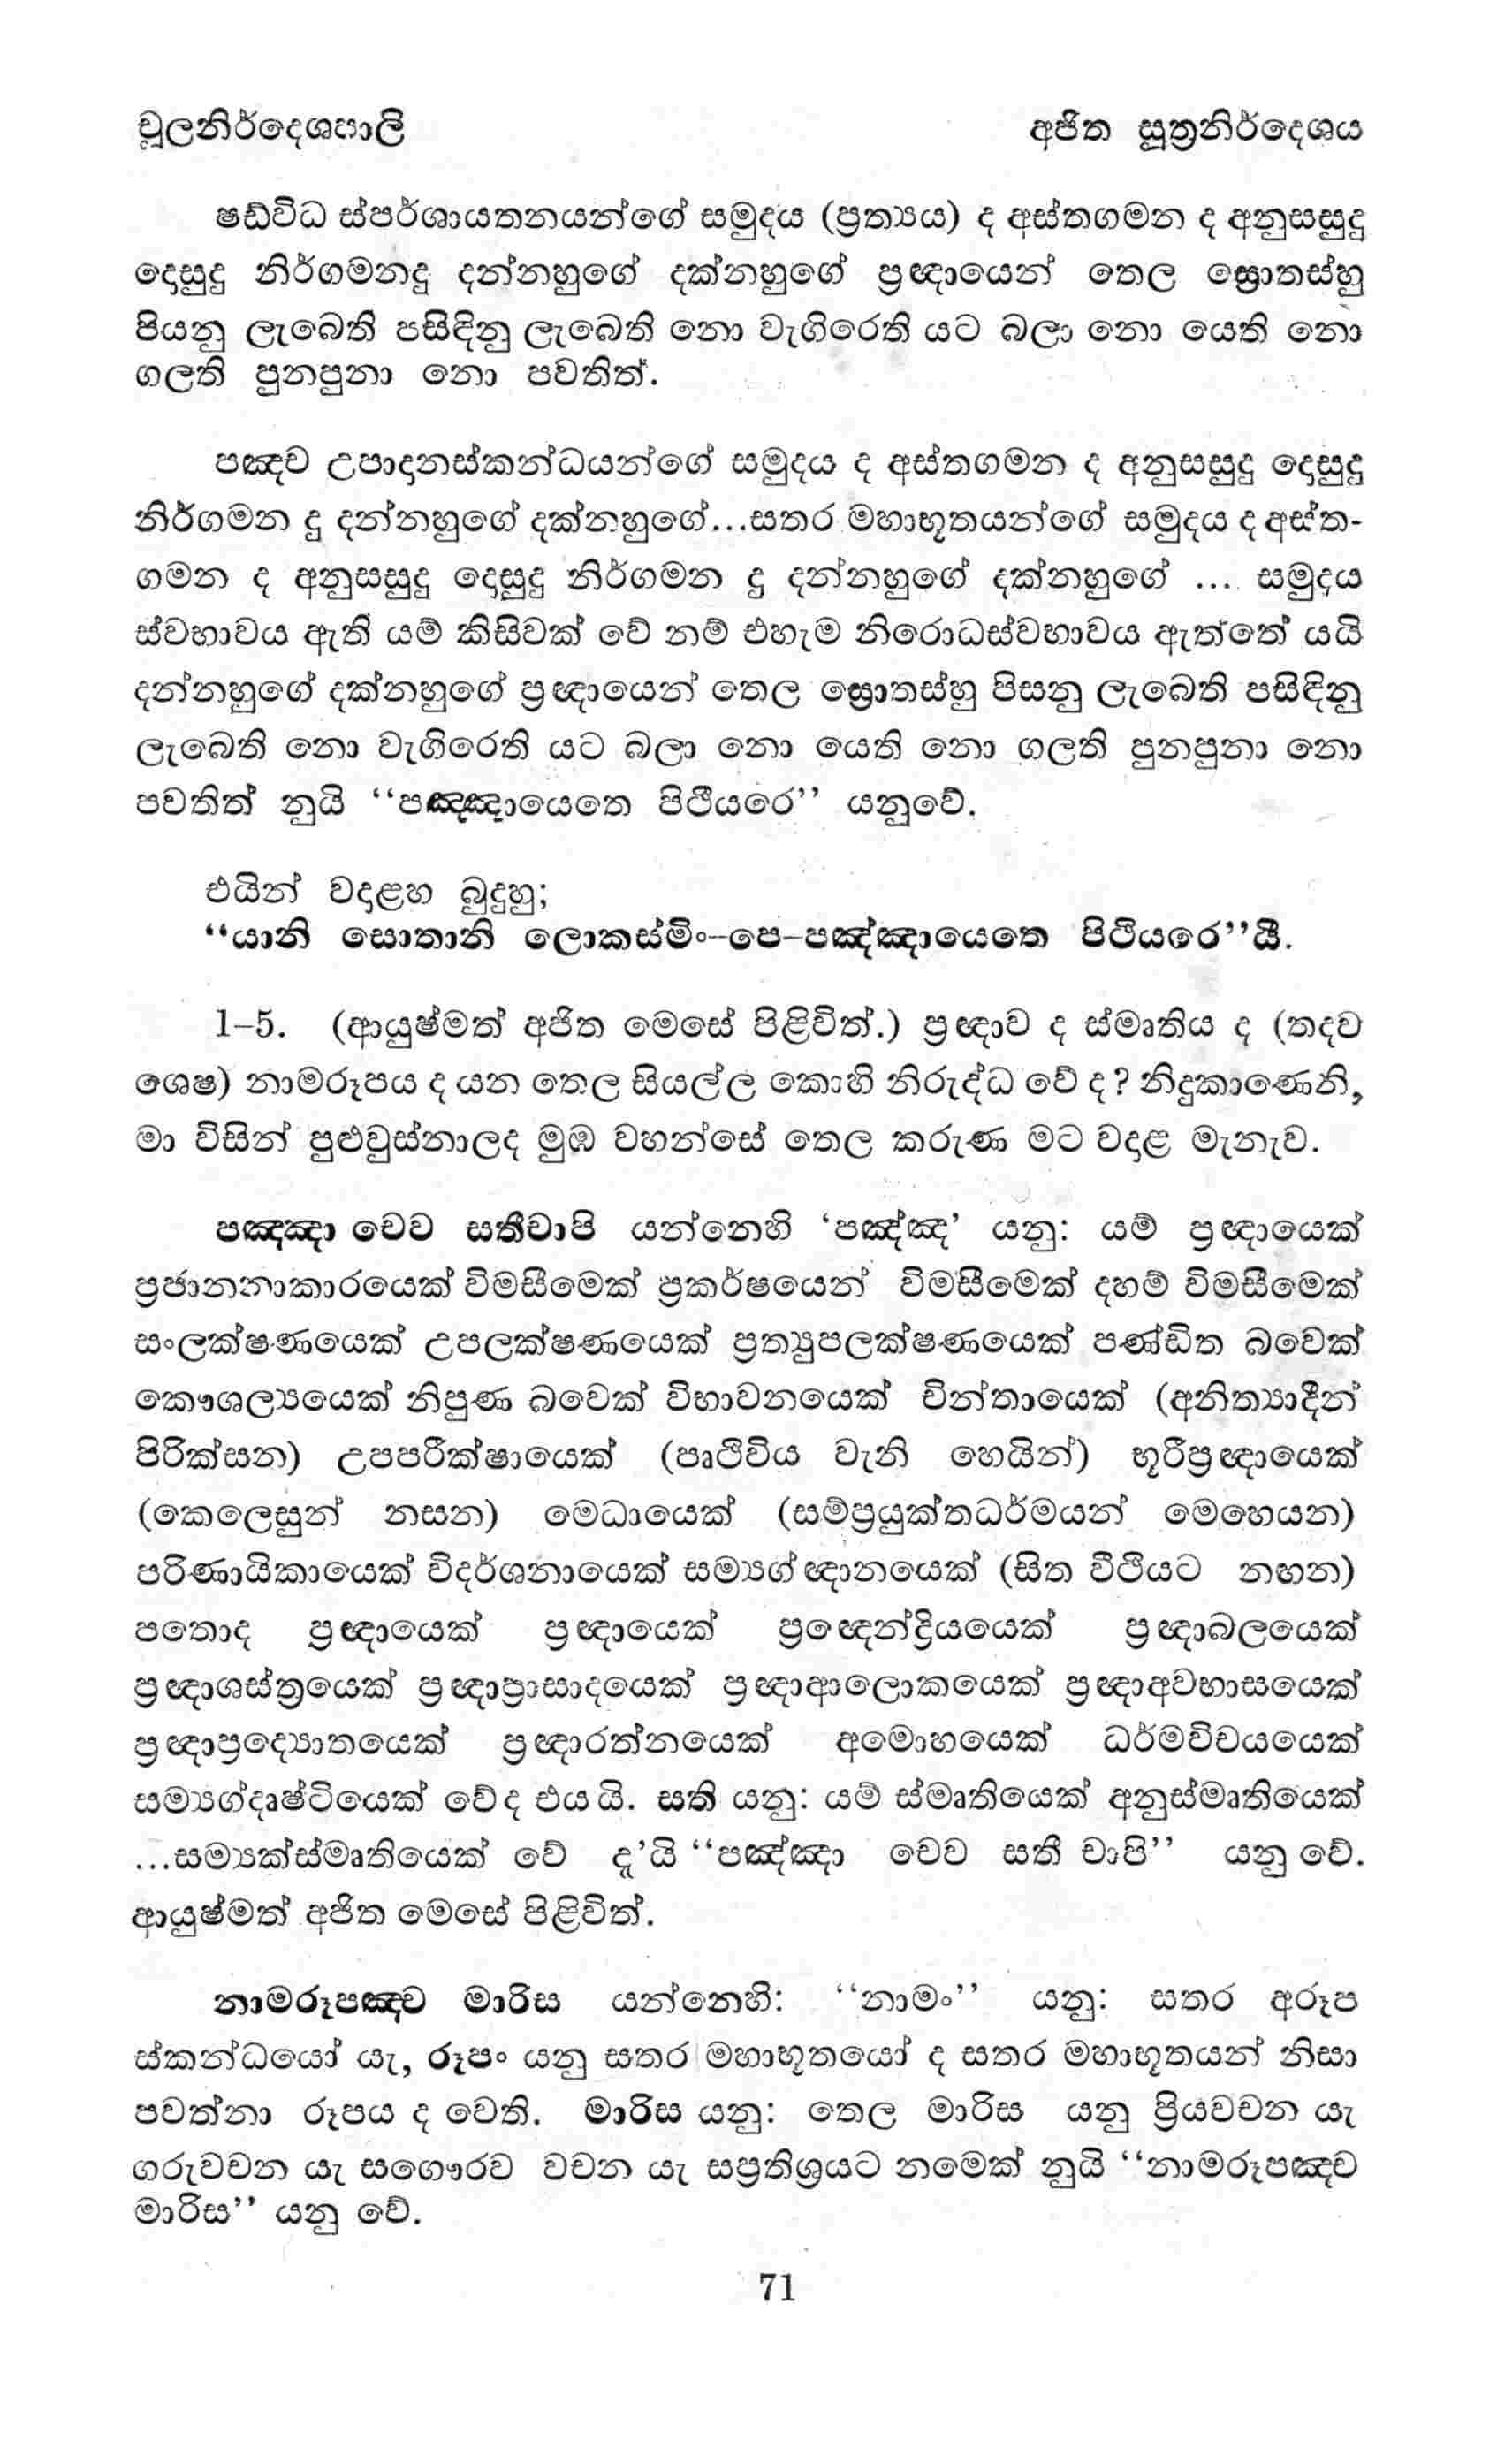 චූලනිර්දෙශපාලි අජිත සූත්‍රනිර්දෙශය
ෂඩ්විධ ස්පර්ශායතනයන්ගේ සමුදය (ප්‍රත්‍යය) ද අස්තගමන ද අනුසසුදු
දොසුදු නිර්ගමනදු දන්නහුගේ දක්නහුගේ ප්‍රඥායෙන් තෙල ස්‍රොතස්හු
පියනු ලැබෙති පසිඳිනු ලැබෙති නො වැගිරෙති යට බලා නො යෙති නො
ගලති පුනපුනා නො පවතිත්.
පඤ්ච උපාදානස්කන්ධයන්ගේ සමුදය ද අස්තගමන ද අනුසසුදු දොසුදු
නිර්ගමන දු දන්නහුගේ දක්නහුගේ...සතර මහාභූතයන්ගේ සමුදය ද අස්ත-
ගමන ද අනුසසුදු දොසුදු නිර්ගමන දු දන්නහුගේ දක්නහුගේ ... සමුදය
ස්වභාවය ඇති යම් කිසිවක් වේ නම් එහැම නිරොධස්වභාවය ඇත්තේ යයි
දන්නහුගේ දක්නහුගේ ප්‍රඥායෙන් තෙල ස්‍රොතස්හු පිසනු ලැබෙති පසිඳිනු
ලැබෙති නො වැගිරෙති යට බලා නො යෙති නො ගලති පුනපුනා නො
පවතිත් නුයි “පඤ්ඤායෙතෙ පිථීයරෙ” යනුවේ.
එයින් වදාළහ බුදුහු;
“යානි සොතානි ලොකස්මිං–පෙ–පඤ්ඤායෙතෙ පිථියරෙ”යී.
1–5. (ආයුෂ්මත් අජිත මෙසේ පිළිවිත්.) ප්‍රඥාව ද ස්මෘතිය ද (තදව
ශෙෂ) නාමරූපය ද යන තෙල සියල්ල කොහි නිරුද්ධ වේ ද? නිදුකාණෙනි,
මා විසින් පුළුවුස්නාලද මුඹ වහන්සේ තෙල කරුණ මට වදාළ මැනැව.
පඤ්ඤා චෙව සතීචාපි යන්නෙහි ‘පඤ්ඤ’ යනු: යම් ප්‍රඥායෙක්
ප්‍රජානනාකාරයෙක් විමසීමෙක් ප්‍රකර්ෂයෙන් විමසීමෙක් දහම් විමසීමෙක්
සංලක්ෂණයෙක් උපලක්ෂණයෙක් ප්‍රත්‍යුපලක්ෂණයෙක් පණ්ඩිත බවෙක්
කෞශල්‍යයෙක් නිපුණ බවෙක් විභාවනයෙක් චින්තායෙක් (අනිත්‍යාදීන්
පිරික්සන) උපපරීක්ෂායෙක් (පෘථිවිය වැනි හෙයින්) භූරිප්‍රඥායෙක්
(කෙලෙසුන් නසන) මෙධායෙක් (සම්ප්‍රයුක්තධර්මයන් මෙහෙයන)
පරිණායිකායෙක් විදර්ශනායෙක් සම්‍යග් ඥානයෙක් (සිත වීථියට නඟන)
පතොද ප්‍රඥායෙක් ප්‍රඥායෙක් ප්‍රඥෙන්ද්‍රියයෙක් ප්‍රඥාබලයෙක්
ප්‍රඥාශස්ත්‍රයෙක් ප්‍රඥාප්‍රාසාදයෙක් ප්‍රඥාආලොකයෙක් ප්‍රඥාඅවභාසයෙක්
ප්‍රඥාප්‍රද්‍යොතයෙක් ප්‍රඥාරත්නයෙක් අමොහයෙක් ධර්මවිචයයෙක්
සම්‍යග්දෘෂ්ටියෙක් වේද එයයි. සති යනු: යම් ස්මෘතියෙක් අනුස්මෘතියෙක්
...සම්‍යක්ස්මෘතියෙක් වේ දැ’යි “පඤ්ඤා චෙව සතී චාපි” යනු වේ.
ආයුෂ්මත් අජිත මෙසේ පිළිවිත්.
නාමරූපඤ්ච මාරිස යන්නෙහි: “නාමං” යනු: සතර අරූප
ස්කන්ධයෝ යැ, රූපං යනු සතර මහාභූතයෝ ද සතර මහාභූතයන් නිසා
පවත්නා රූපය ද වෙති. මාරිස යනු: තෙල මාරිස යනු ප්‍රියවචන යැ
ගරුවචන යැ සගෞරව වචන යැ සප්‍රතිශ්‍රයට නමෙක් නුයි “නාමරූපඤ්ච
මාරිස” යනු වේ.
71